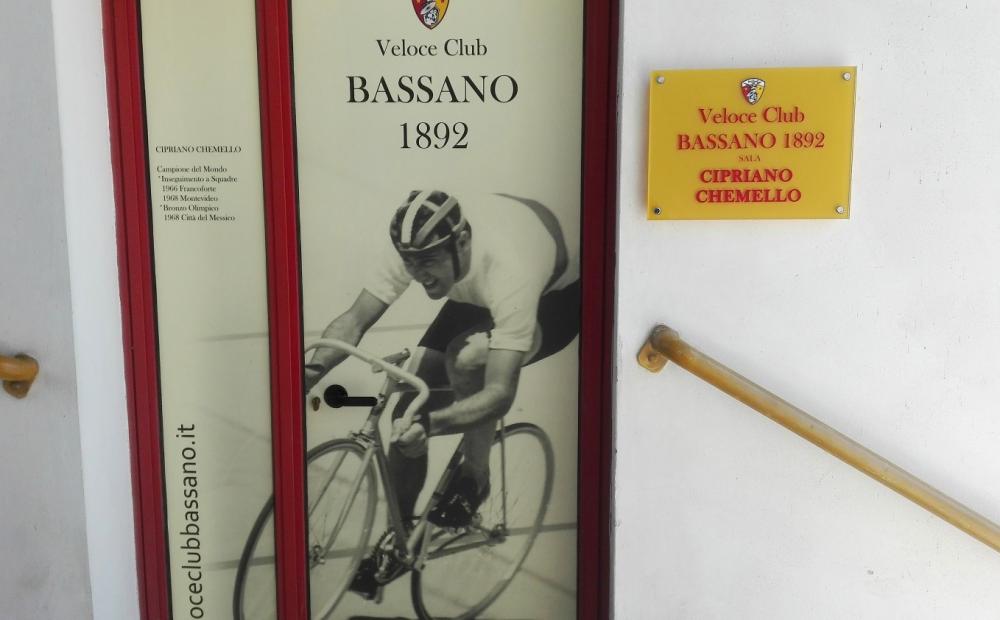 CIPRIANO CHEMELLO
Campione del Mondo
*Inseguimento a Squadre
1966 Francoforte
1968 Montevideo
*Bronzo Olimpico
1968 Città del Messico
oceclubbassano.it
Veloce Club
BASSANO
1892
Veloce Club
BASSANO 1892
SALA
CIPRIANO
CHEMELLO